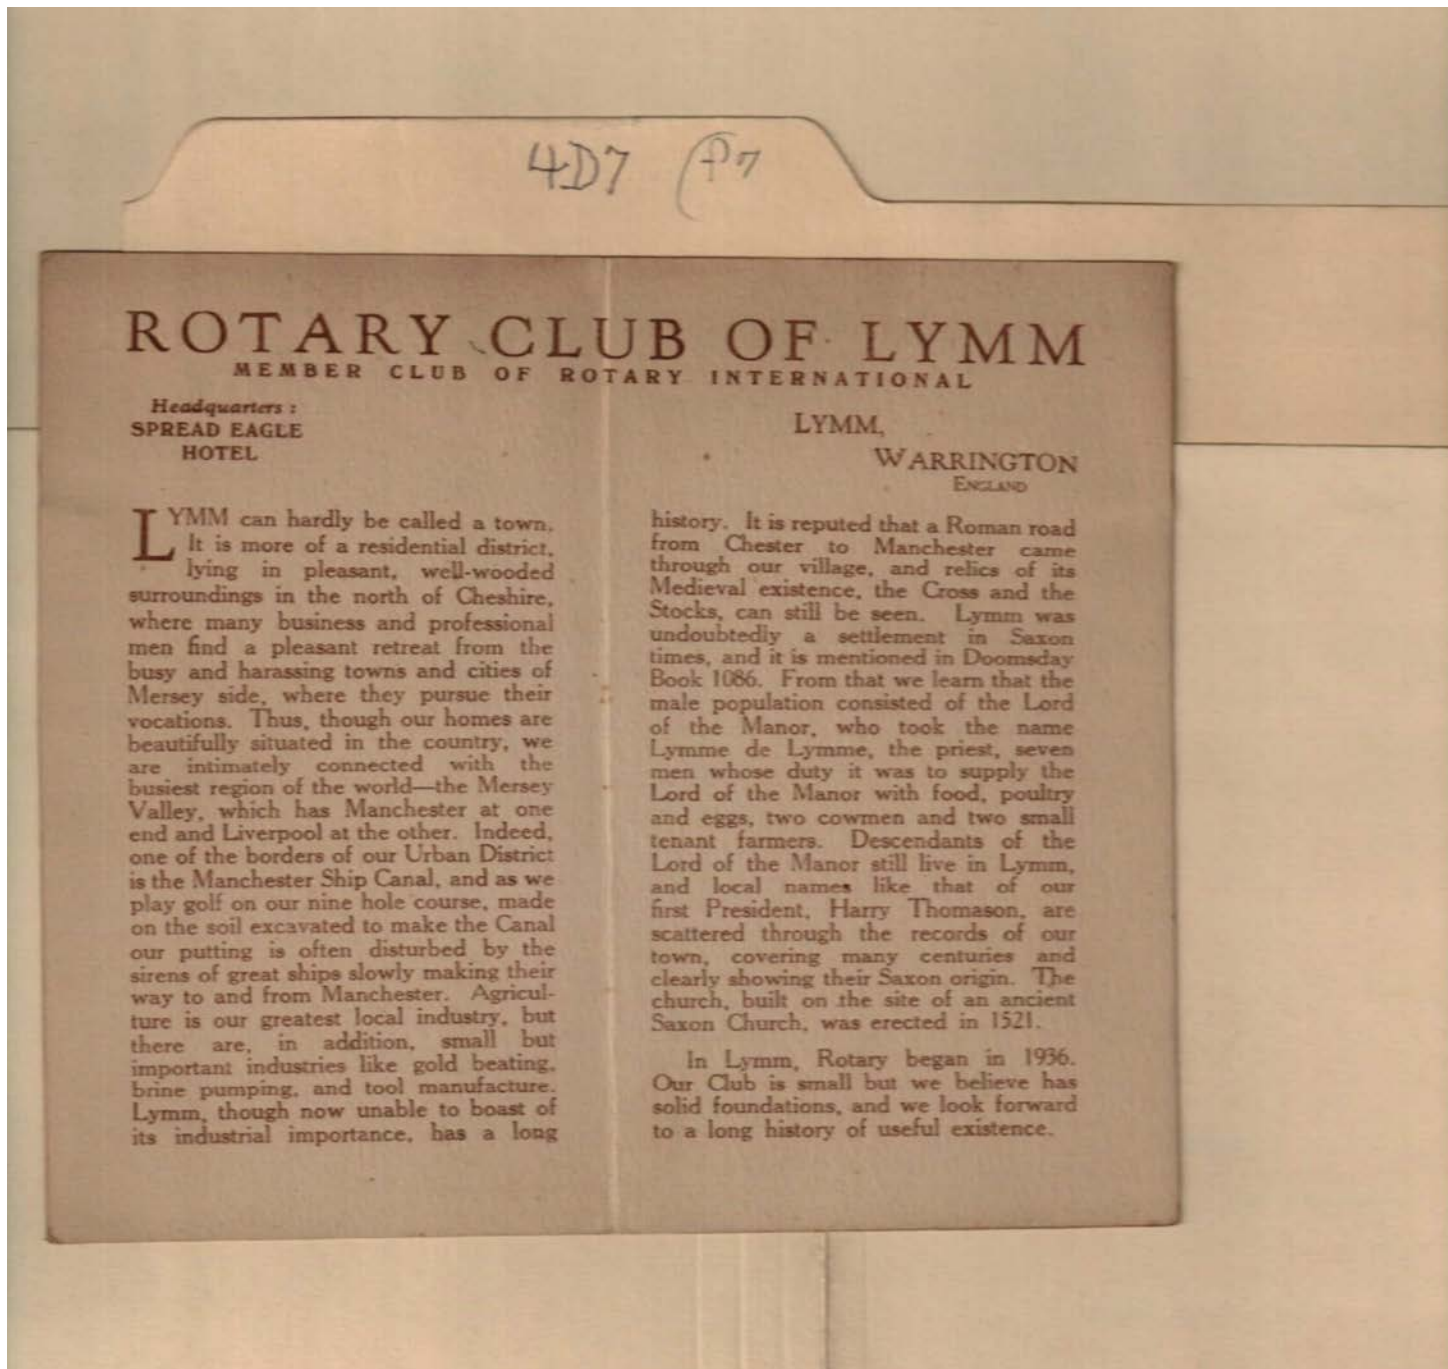 4D7 (P7
ROTARY CLUB OF LYMM
MEMBER CLUB OF ROTARY INTERNATIONAL
Headquarters :
SPREAD EAGLE
HOTEL
LYMM,
WARRINGTON
ENGLAND
LYMM can hardly be called a town.
It is more of a residential district,
lying in pleasant, well-wooded
surroundings in the north of Cheshire,
where many business and professional
men find a pleasant retreat from the
busy and harassing towns and cities of
Mersey side, where they pursue their
vocations. Thus, though our homes are
beautifully situated in the country, we
are intimately connected with the
busiest region of the world—the Mersey
Valley, which has Manchester at one
end and Liverpool at the other. Indeed,
one of the borders of our Urban District
is the Manchester Ship Canal, and as we
play golf on our nine hole course, made
on the soil excavated to make the Canal
our putting is often disturbed by the
sirens of great ships slowly making their
way to and from Manchester. Agricul-
ture is our greatest local industry, but
there are, in addition, small but
important industries like gold beating,
brine pumping, and tool manufacture.
Lymm, though now unable to boast of
its industrial importance, has a long
history. It is reputed that a Roman road
from Chester to Manchester came
through our village, and relics of its
Medieval existence, the Cross and the
Stocks, can still be seen. Lymm was
undoubtedly a settlement in Saxon
times, and it is mentioned in Doomsday
Book 1086. From that we learn that the
male population consisted of the Lord
of the Manor, who took the name
Lymme de Lymme, the priest, seven
men whose duty it was to supply the
Lord of the Manor with food, poultry
and eggs, two cowmen and two small
tenant farmers. Descendants of the
Lord of the Manor still live in Lymm,
and local names like that of our
first President, Harry Thomason, are
scattered through the records of our
town, covering many centuries and
clearly showing their Saxon origin. The
church, built on the site of an ancient
Saxon Church, was erected in 1521.
In Lymm, Rotary began in 1936.
Our Club is small but we believe has
solid foundations, and we look forward
to a long history of useful existence.